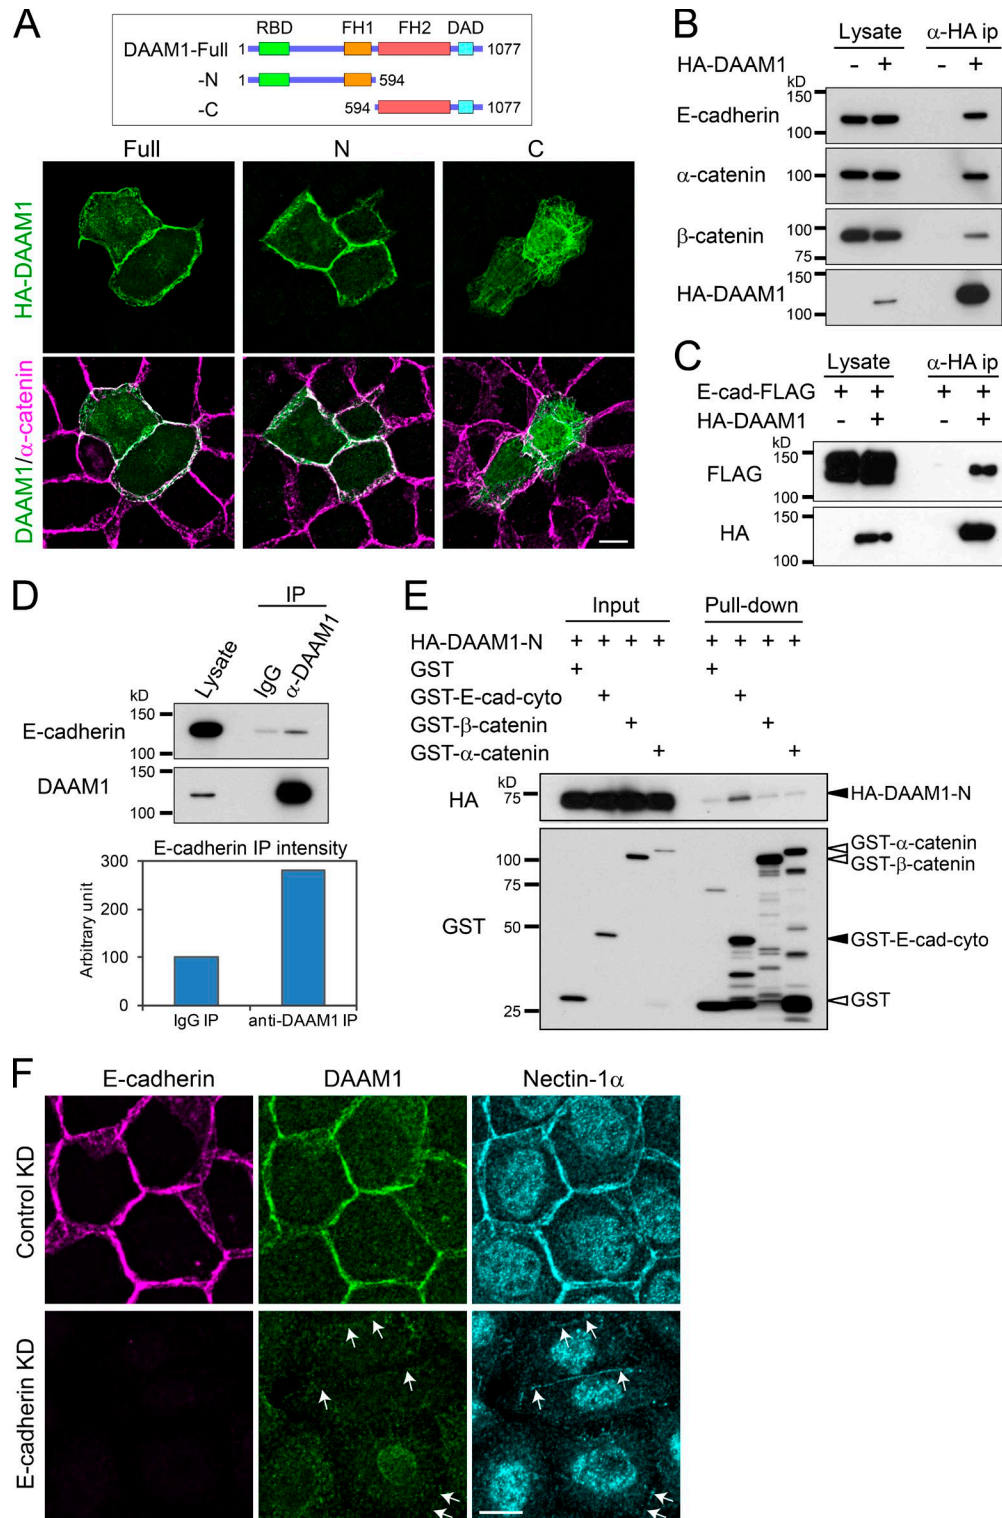 A
RBD FH1 FH2 DAD
DAAM1-Full 1 1077
-N 1 594
-C 594 1077
Full N C
HA-DAAM1
DAAM1/α-catenin
B
Lysate α-HA ip
HA-DAAM1 - + - +
kD
E-cadherin 150 100
α-catenin 100
β-catenin 100 75
HA-DAAM1 150 100
C
Lysate α-HA ip
E-cad-FLAG + + + +
HA-DAAM1 - + - +
kD
FLAG 150 100
HA 150 100
D
IP
Lysate IgG α-DAAM1
kD
E-cadherin 150 100
DAAM1 150 100
E-cadherin IP intensity
Arbitrary unit
300
200
100
0
IgG IP anti-DAAM1 IP
E
Input Pull-down
HA-DAAM1-N + + + + + + + +
GST + +
GST-E-cad-cyto + +
GST-β-catenin + +
GST-α-catenin + +
kD
HA 75 HA-DAAM1-N
GST-α-catenin
100 GST-β-catenin
75
GST 50 GST-E-cad-cyto
25 GST
F
E-cadherin DAAM1 Nectin-1α
Control KD
E-cadherin KD